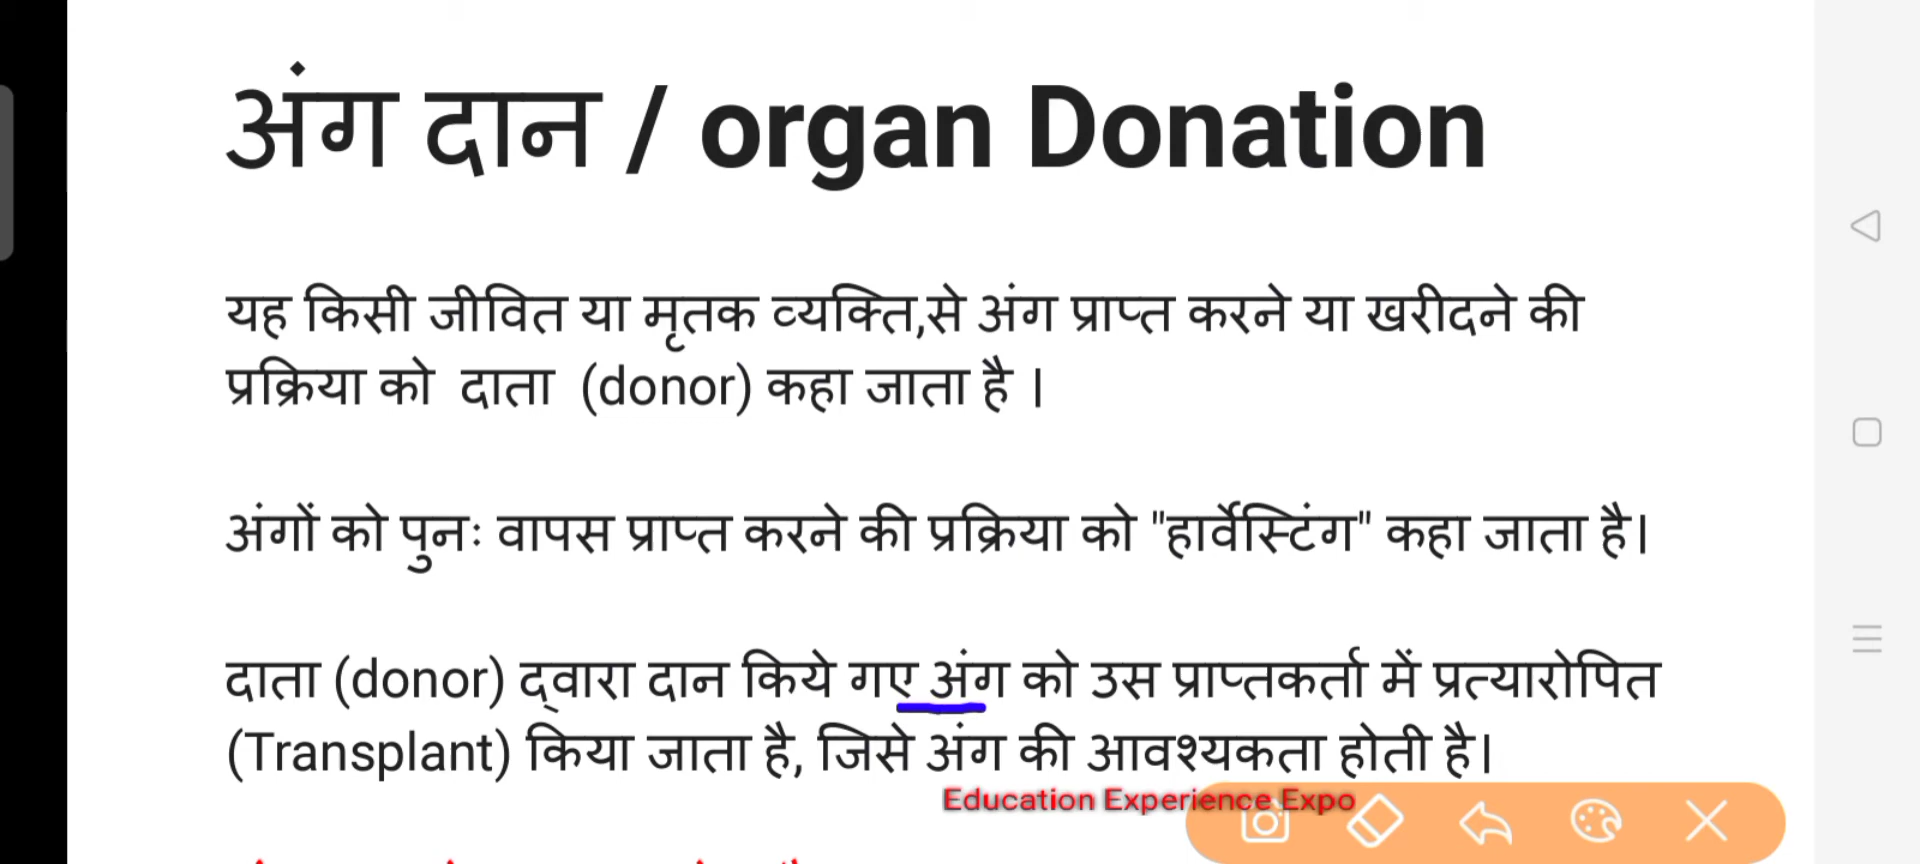 अंग दान / organ Donation
यह किसी जीवित या मृतक व्यक्ति,से अंग प्राप्त करने या खरीदने की
प्रक्रिया को दाता (donor) कहा जाता है ।
अंगों को पुनः वापस प्राप्त करने की प्रक्रिया को "हार्वेस्टिंग" कहा जाता है।
दाता (donor) द्वारा दान किये गए अंग को उस प्राप्तकर्ता में प्रत्यारोपित
(Transplant) किया जाता है, जिसे अंग की आवश्यकता होती है।
Education Experience Expo